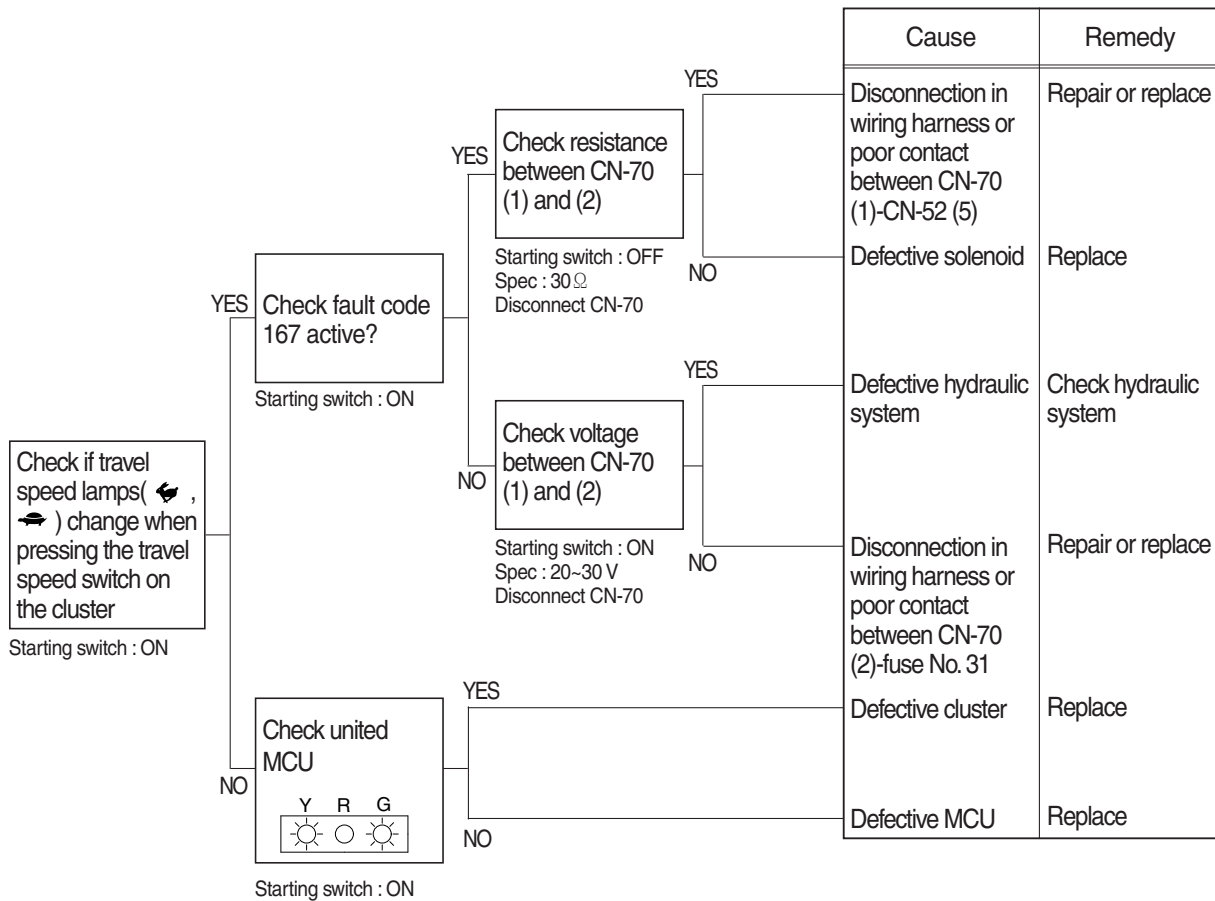 Cause
Remedy
YES
Disconnection in
wiring harness or
poor contact
between CN-70
(1)-CN-52 (5)
Repair or replace
YES
Check resistance
between CN-70
(1) and (2)
Starting switch : OFF
Spec : 30Ω
Disconnect CN-70
NO
Defective solenoid
Replace
YES
Check fault code
167 active?
Starting switch : ON
YES
Defective hydraulic
system
Check hydraulic
system
NO
Check voltage
between CN-70
(1) and (2)
Starting switch : ON
Spec : 20~30 V
Disconnect CN-70
NO
Disconnection in
wiring harness or
poor contact
between CN-70
(2)-fuse No. 31
Repair or replace
Check if travel
speed lamps( ,
) change when
pressing the travel
speed switch on
the cluster
Starting switch : ON
NO
Check united
MCU
Y R G
Starting switch : ON
YES
Defective cluster
Replace
NO
Defective MCU
Replace